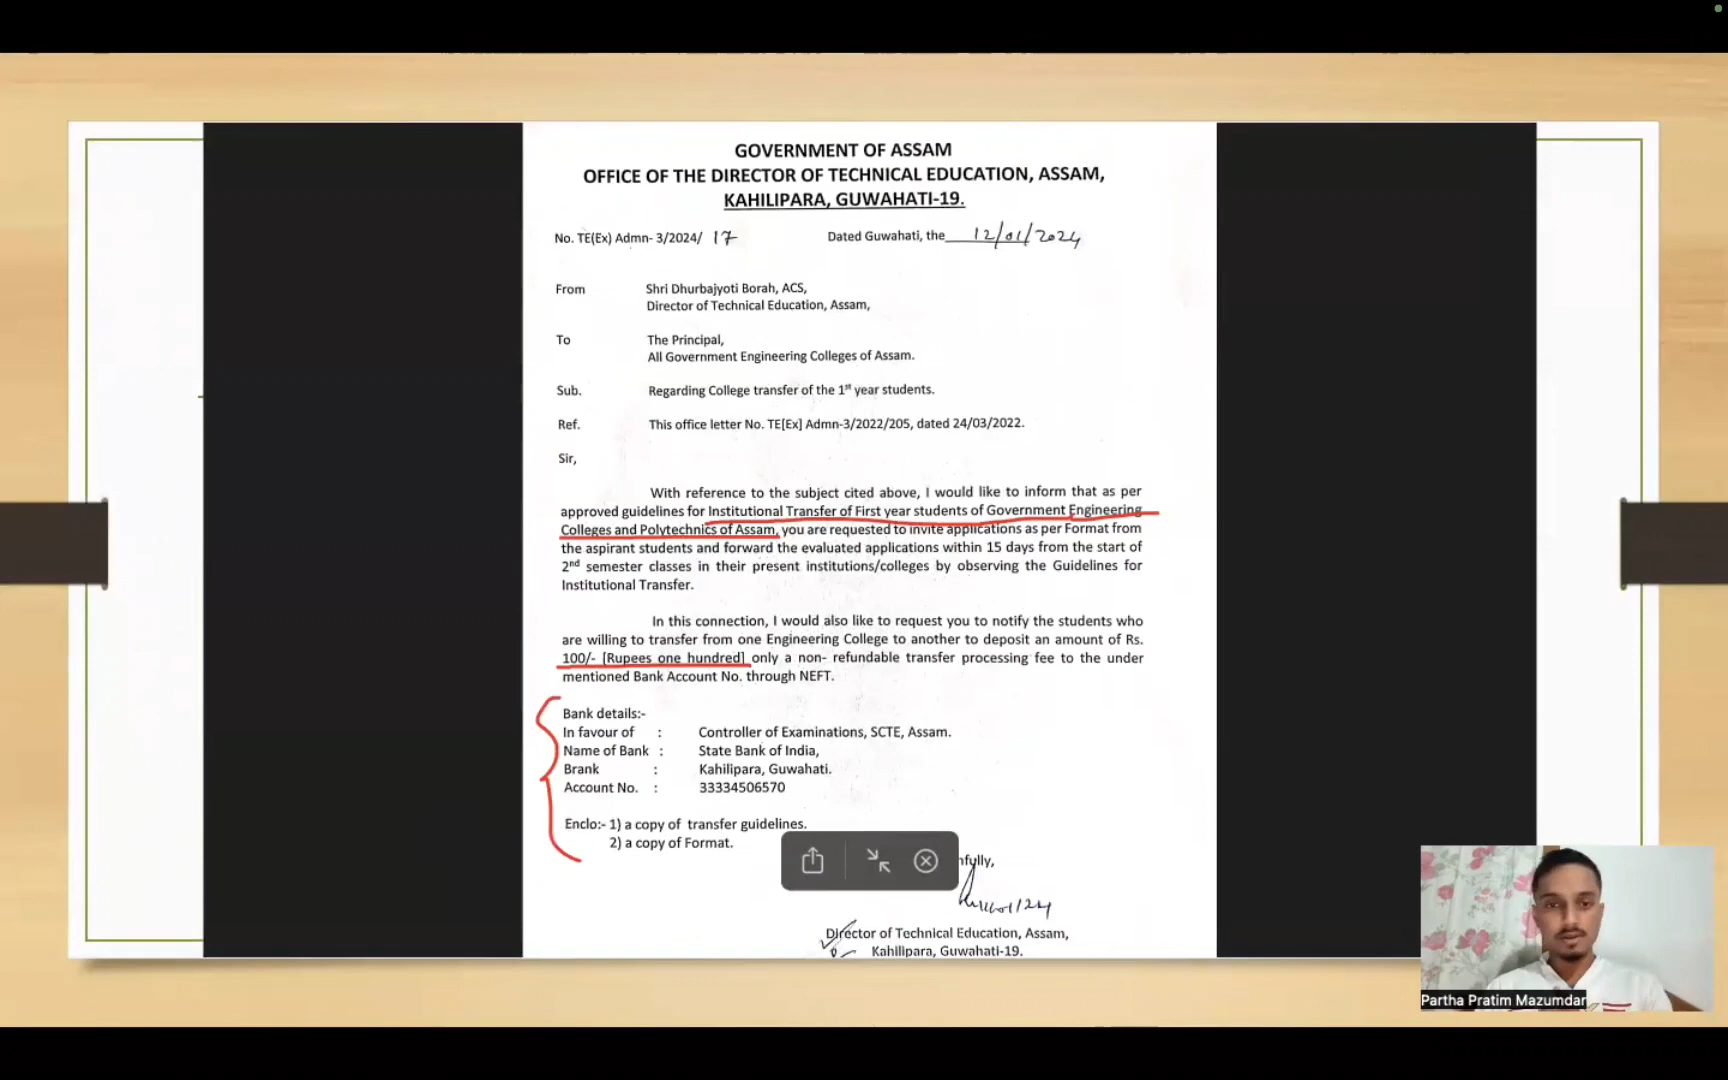 GOVERNMENT OF ASSAM
OFFICE OF THE DIRECTOR OF TECHNICAL EDUCATION, ASSAM,
KAHILIPARA, GUWAHATI-19.
No. TE(Ex) Admn- 3/2024/ 17 Dated Guwahati, the 12/01/2024
From Shri Dhurbajyoti Borah, ACS,
Director of Technical Education, Assam,
To The Principal,
All Government Engineering Colleges of Assam.
Sub. Regarding College transfer of the 1st year students.
Ref. This office letter No. TE[Ex] Admn-3/2022/205, dated 24/03/2022.
Sir,
With reference to the subject cited above, I would like to inform that as per
approved guidelines for Institutional Transfer of First year students of Government Engineering
Colleges and Polytechnics of Assam, you are requested to invite applications as per Format from
the aspirant students and forward the evaluated applications within 15 days from the start of
2nd semester classes in their present institutions/colleges by observing the Guidelines for
Institutional Transfer.
In this connection, I would also like to request you to notify the students who
are willing to transfer from one Engineering College to another to deposit an amount of Rs.
100/- [Rupees one hundred] only a non- refundable transfer processing fee to the under
mentioned Bank Account No. through NEFT.
Bank details:-
In favour of : Controller of Examinations, SCTE, Assam.
Name of Bank : State Bank of India,
Brank : Kahilipara, Guwahati.
Account No. : 33334506570
Enclo:- 1) a copy of transfer guidelines.
2) a copy of Format.
hfully,
Director of Technical Education, Assam,
Kahilipara, Guwahati-19.
Partha Pratim Mazumdar